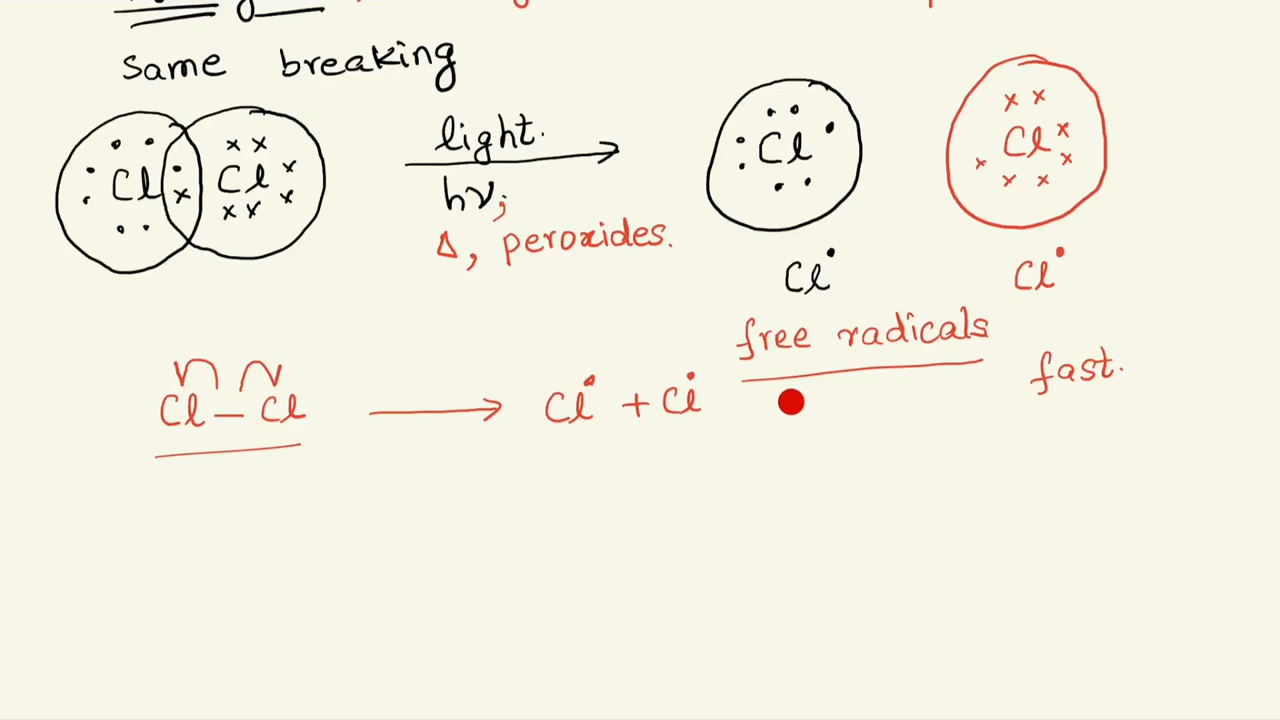 same breaking
Cl Cl
light.
hν;
Δ, peroxides.
Cl Cl
Cl• Cl•
free radicals
fast.
Cl – Cl → Cl• + Cl•